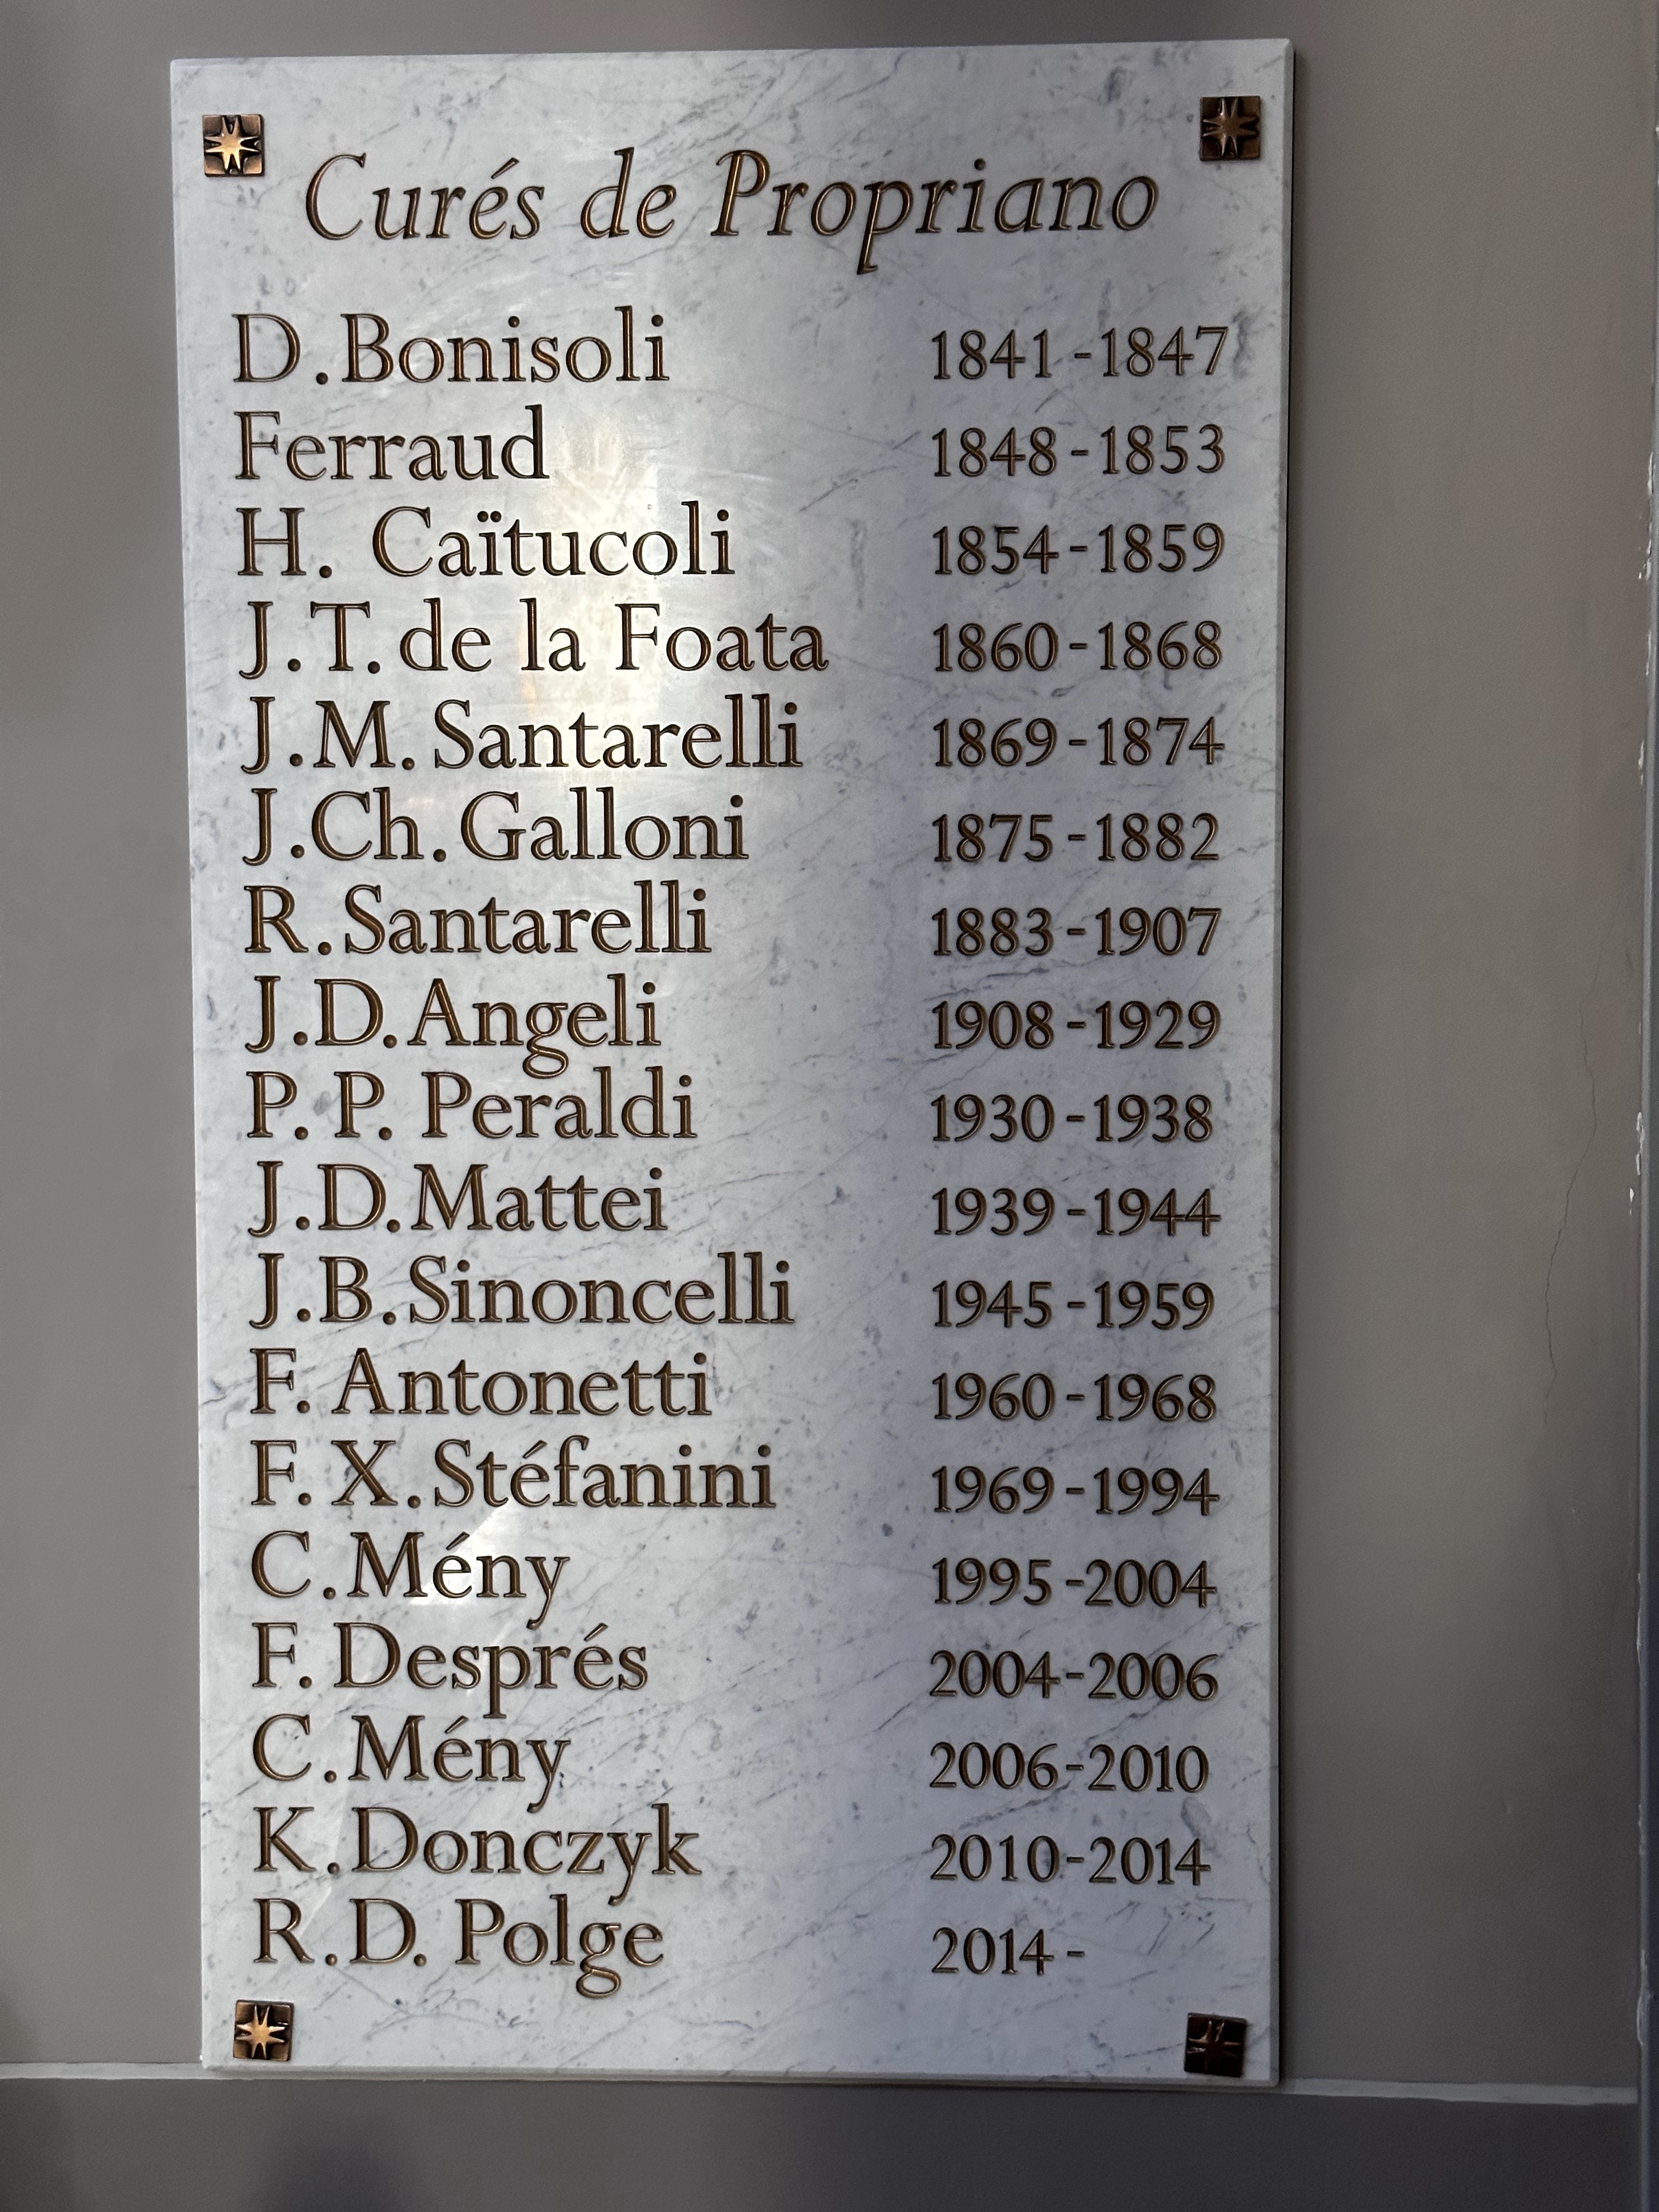 Curés de Propriano
D. Bonisoli 1841-1847
Ferraud 1848-1853
H. Caïtucoli 1854-1859
J. T. de la Foata 1860-1868
J. M. Santarelli 1869-1874
J. Ch. Galloni 1875-1882
R. Santarelli 1883-1907
J. D. Angeli 1908-1929
P. P. Peraldi 1930-1938
J. D. Mattei 1939-1944
J. B. Sinoncelli 1945-1959
F. Antonetti 1960-1968
F. X. Stéfanini 1969-1994
C. Mény 1995-2004
F. Després 2004-2006
C. Mény 2006-2010
K. Donczyk 2010-2014
R. D. Polge 2014-